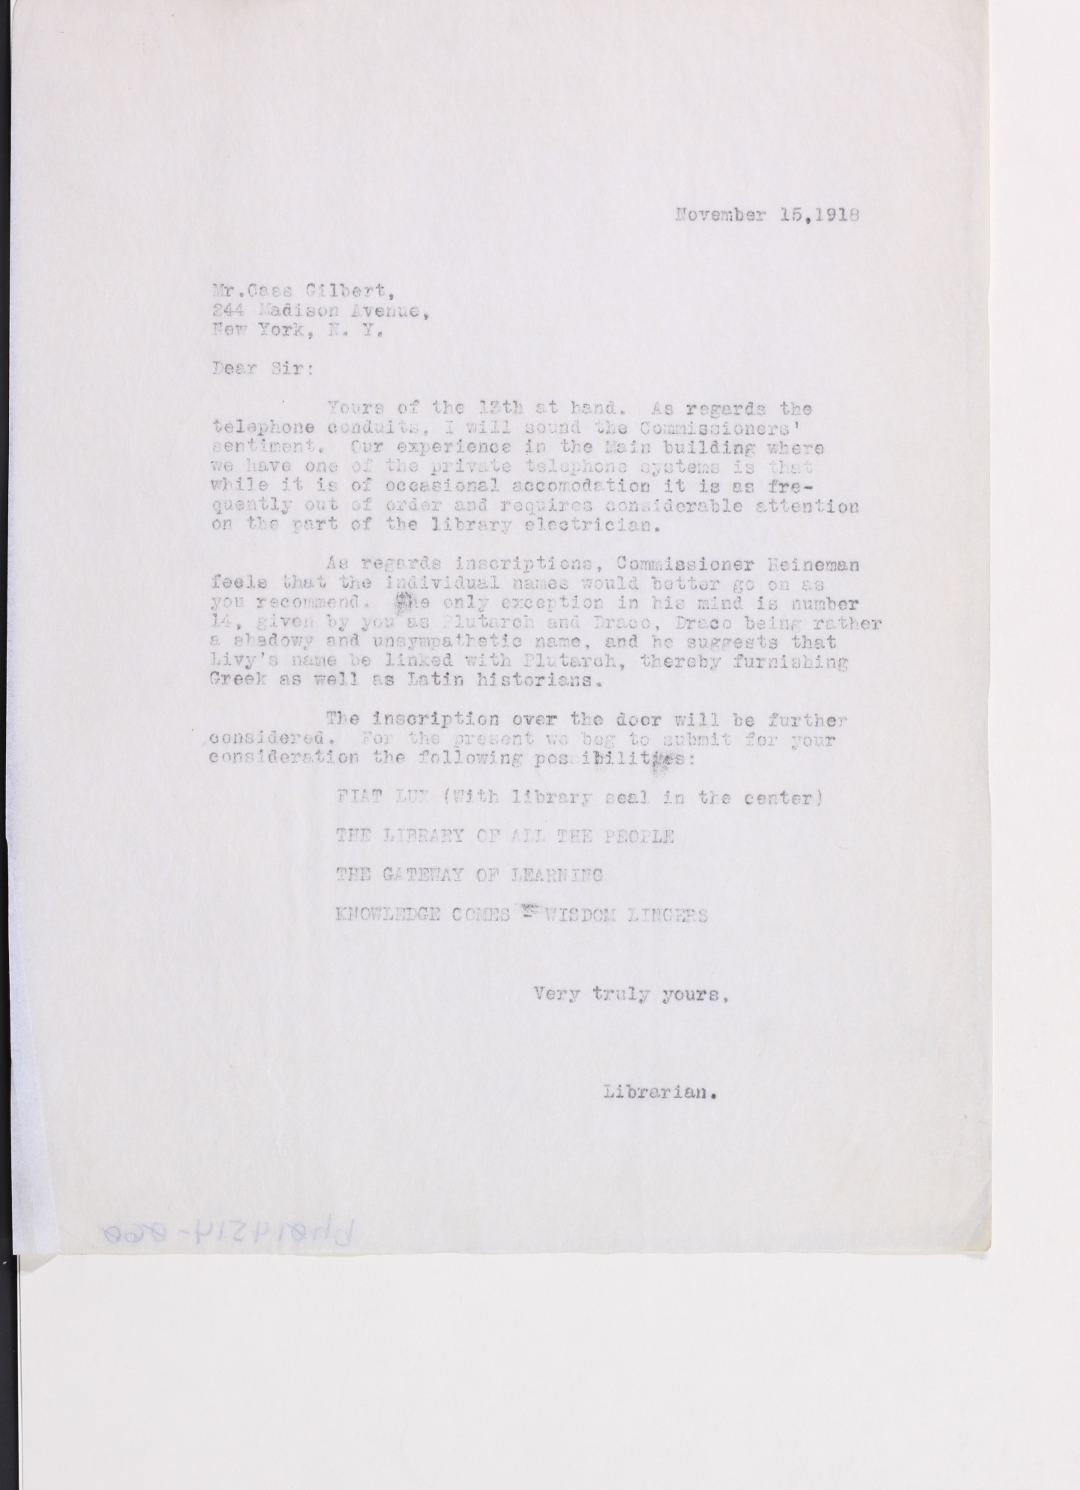 November 15,1918
Mr.Cass Gilbert,
244 Madison Avenue,
New York, N. Y.
Dear Sir:
Yours of the 13th at hand. As regards the
telephone conduits, I will sound the Commissioners'
sentiment. Our experience in the Main building where
we have one of the private telephone systems is that
while it is of occasional accomodation it is as fre-
quently out of order and requires considerable attention
on the part of the library electrician.
As regards inscriptions, Commissioner Heineman
feels that the individual names would better go on as
you recommend. The only exception in his mind is number
14, given by you as Plutarch and Draco, Draco being rather
a shadowy and unsympathetic name, and he suggests that
Livy's name be linked with Plutarch, thereby furnishing
Greek as well as Latin historians.
The inscription over the door will be further
considered. For the present we beg to submit for your
consideration the following possibilities:
FIAT LUX (With library seal in the center)
THE LIBRARY OF ALL THE PEOPLE
THE GATEWAY OF LEARNING
KNOWLEDGE COMES WISDOM LINGERS
Very truly yours,
Librarian.